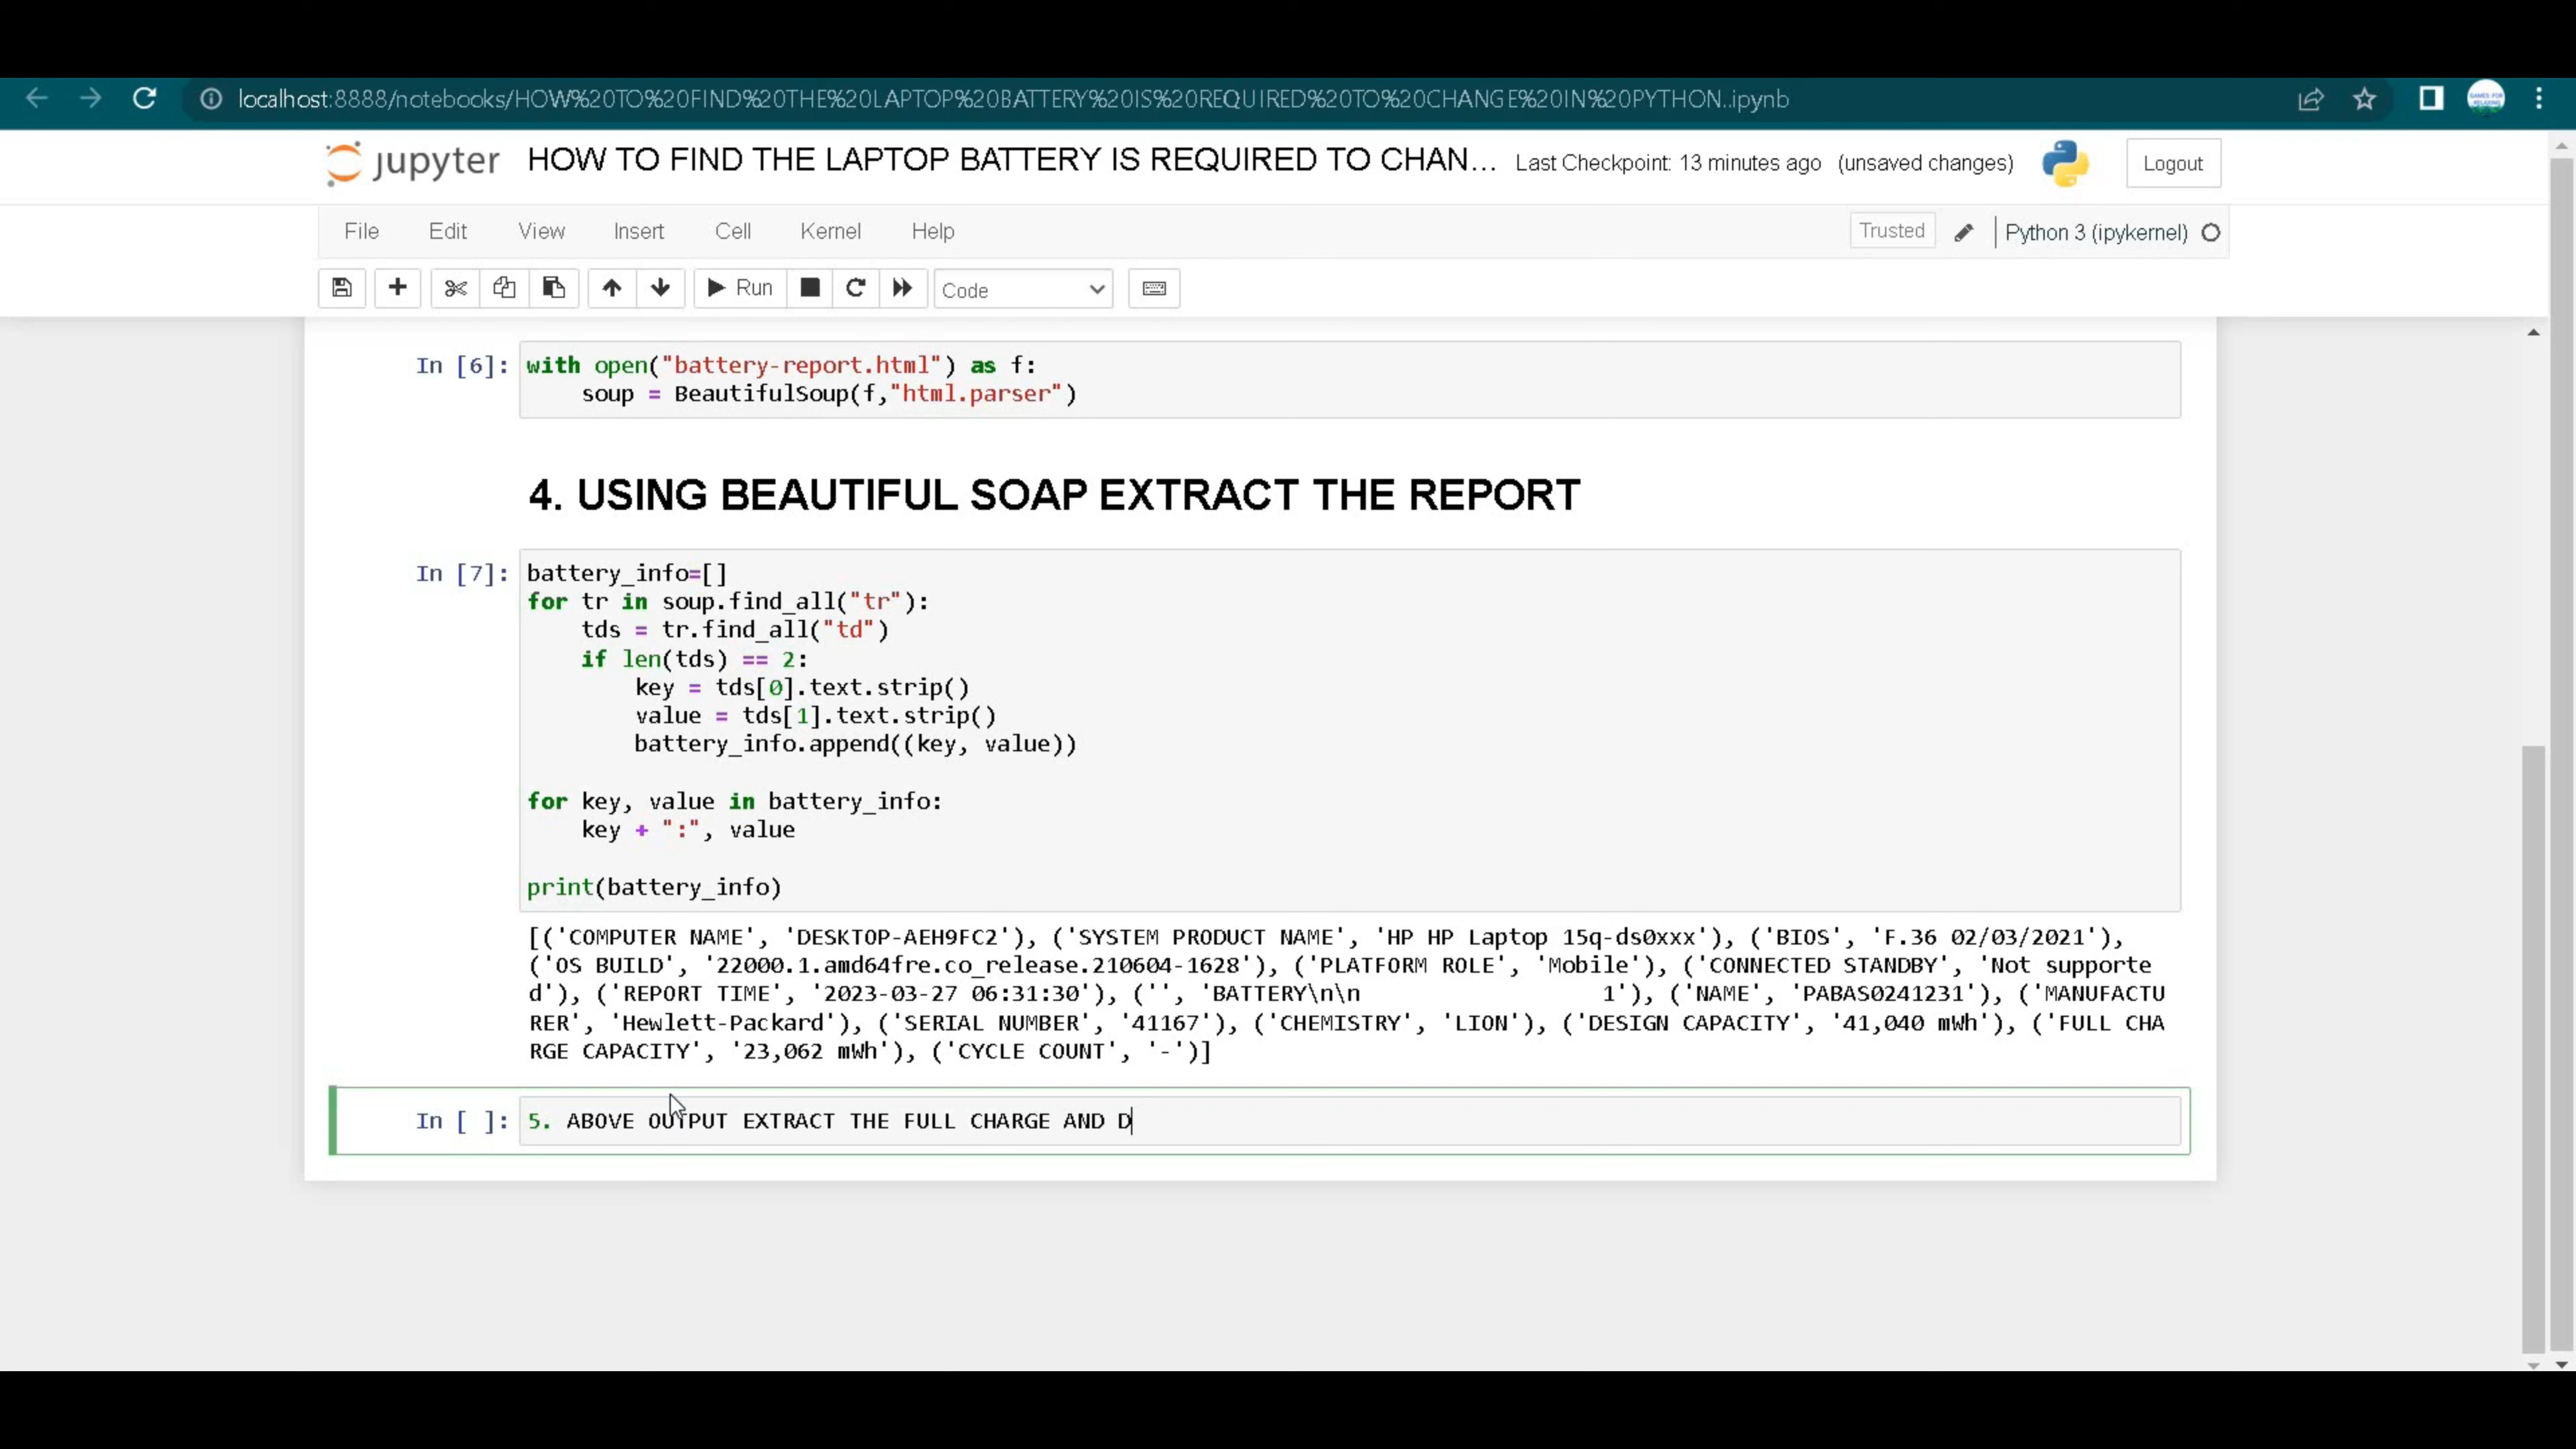 localhost:8888/notebooks/HOW%20TO%20FIND%20THE%20LAPTOP%20BATTERY%20IS%20REQUIRED%20TO%20CHANGE%20IN%20PYTHON.ipynb
jupyter HOW TO FIND THE LAPTOP BATTERY IS REQUIRED TO CHAN... Last Checkpoint: 13 minutes ago (unsaved changes) Logout
File Edit View Insert Cell Kernel Help Trusted Python 3 (ipykernel)
Run Code
In [6]: with open("battery-report.html") as f:
soup = BeautifulSoup(f,"html.parser")
4. USING BEAUTIFUL SOAP EXTRACT THE REPORT
In [7]: battery_info=[]
for tr in soup.find_all("tr"):
tds = tr.find_all("td")
if len(tds) == 2:
key = tds[0].text.strip()
value = tds[1].text.strip()
battery_info.append((key, value))
for key, value in battery_info:
key + ":", value
print(battery_info)
[('COMPUTER NAME', 'DESKTOP-AEH9FC2'), ('SYSTEM PRODUCT NAME', 'HP HP Laptop 15q-ds0xxx'), ('BIOS', 'F.36 02/03/2021'),
('OS BUILD', '22000.1.amd64fre.co_release.210604-1628'), ('PLATFORM ROLE', 'Mobile'), ('CONNECTED STANDBY', 'Not supporte
d'), ('REPORT TIME', '2023-03-27 06:31:30'), ('', 'BATTERY\n\n 1'), ('NAME', 'PABAS0241231'), ('MANUFACTU
RER', 'Hewlett-Packard'), ('SERIAL NUMBER', '41167'), ('CHEMISTRY', 'LION'), ('DESIGN CAPACITY', '41,040 mWh'), ('FULL CHA
RGE CAPACITY', '23,062 mWh'), ('CYCLE COUNT', '-')]
In [ ]: 5. ABOVE OUTPUT EXTRACT THE FULL CHARGE AND D